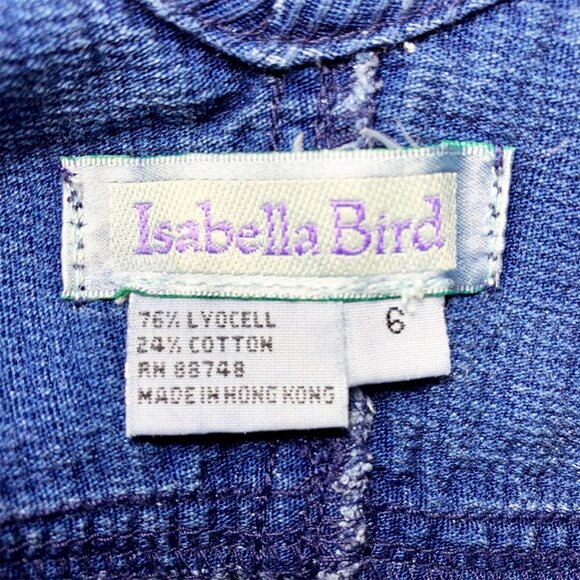 Isabella Bird
76% LYOCELL
24% COTTON
RN 88748
MADE IN HONG KONG
6